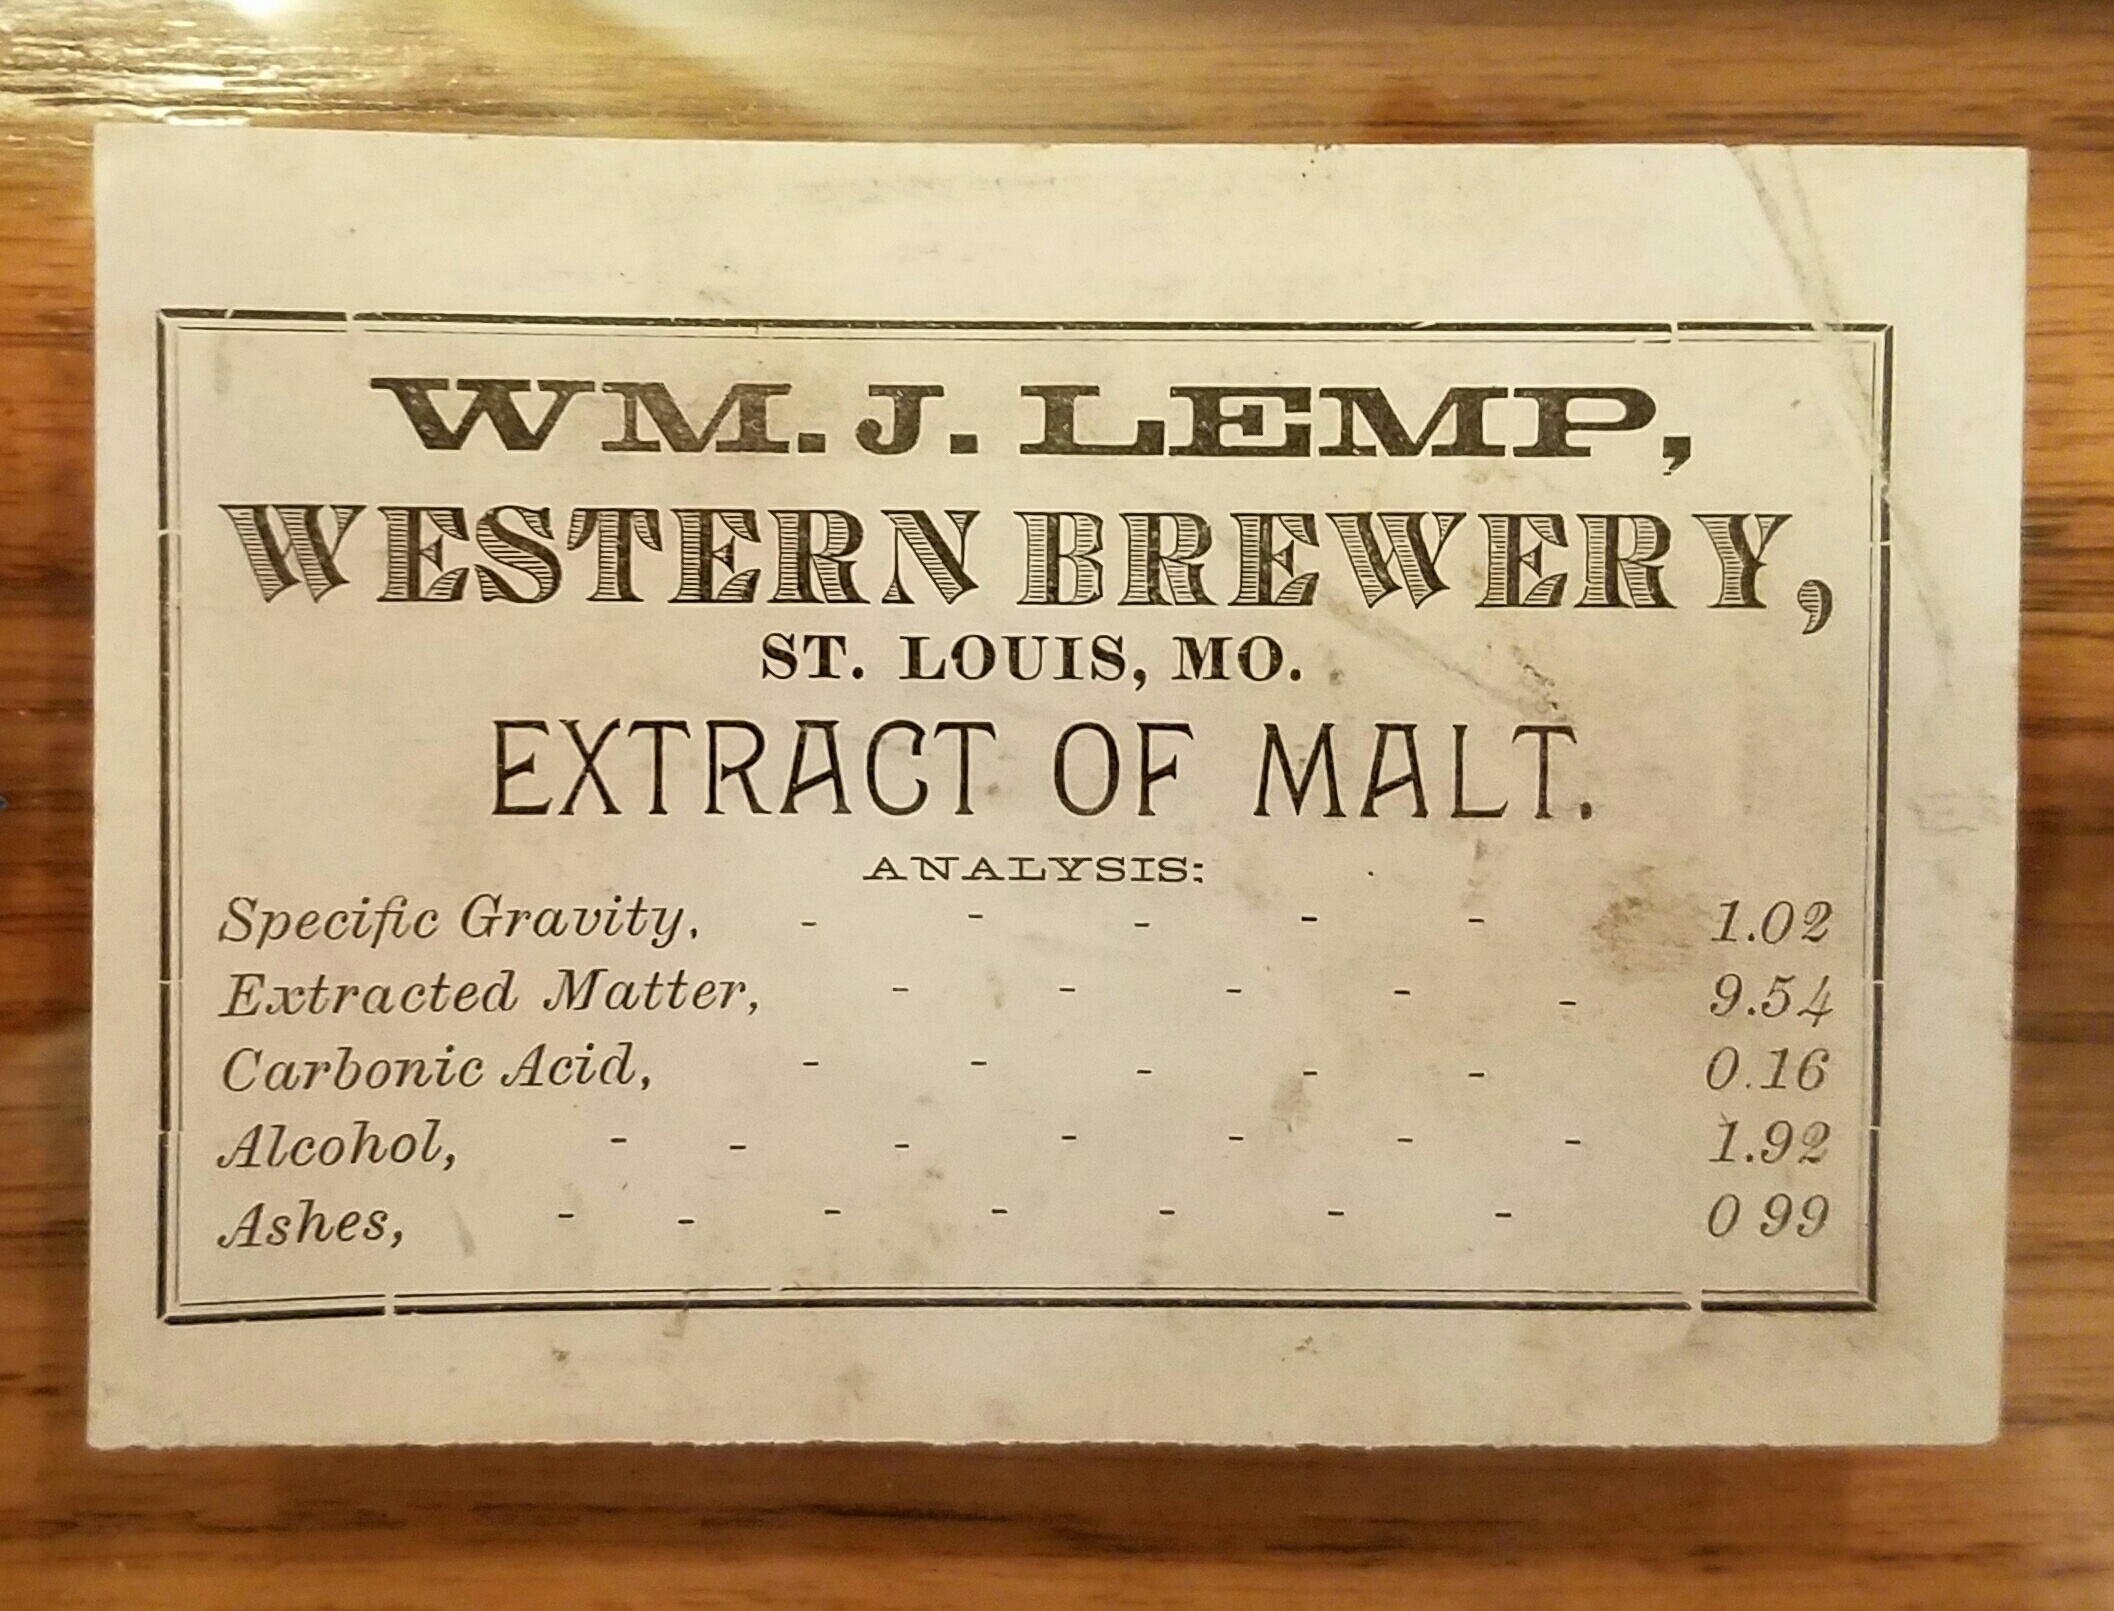 WM. J. LEMP,
WESTERN BREWERY,
ST. LOUIS, MO.
EXTRACT OF MALT.
ANALYSIS:
Specific Gravity, - - - - - 1.02
Extracted Matter, - - - - - 9.54
Carbonic Acid, - - - - - 0.16
Alcohol, - - - - - - - 1.92
Ashes, - - - - - - - 0 99